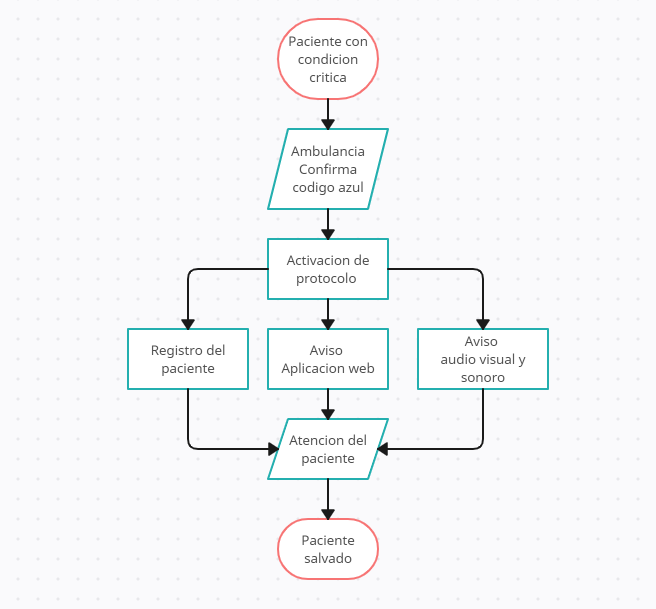 Paciente con
condicion
critica
Ambulancia
Confirma
codigo azul
Activacion de
protocolo
Registro del
paciente
Aviso
Aplicacion web
Aviso
audio visual y
sonoro
Atencion del
paciente
Paciente
salvado